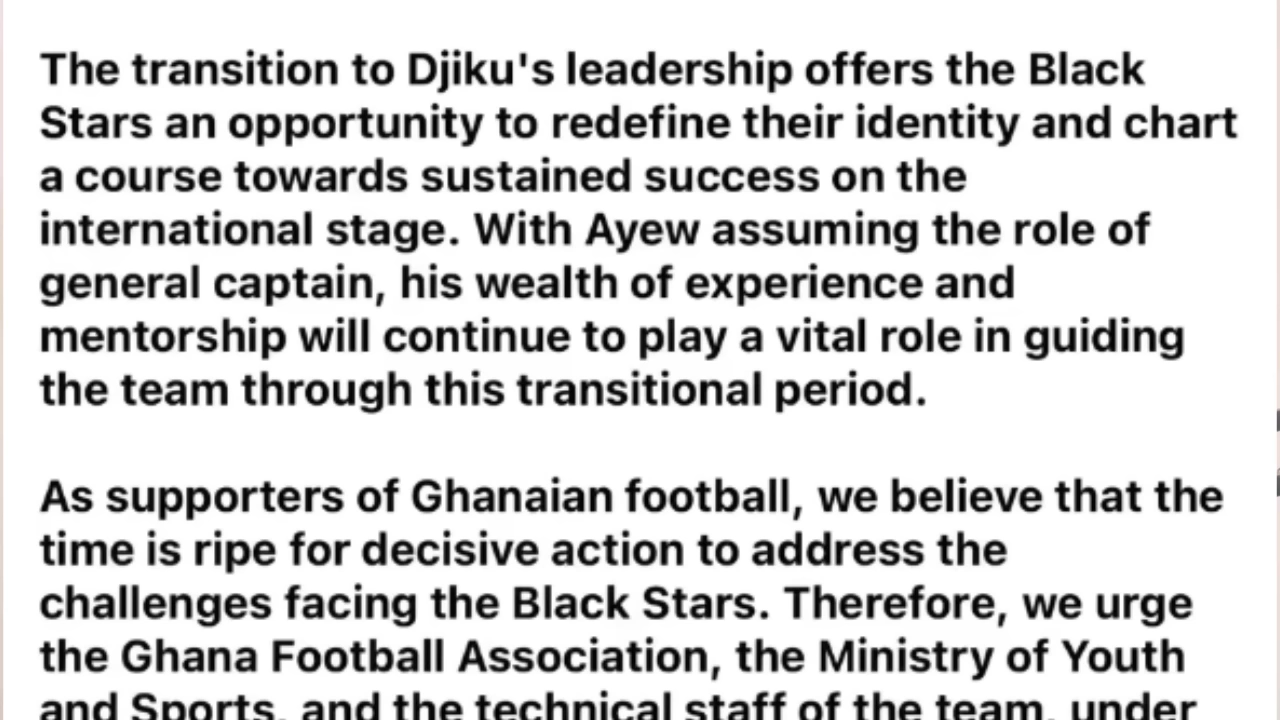 The transition to Djiku's leadership offers the Black
Stars an opportunity to redefine their identity and chart
a course towards sustained success on the
international stage. With Ayew assuming the role of
general captain, his wealth of experience and
mentorship will continue to play a vital role in guiding
the team through this transitional period.
As supporters of Ghanaian football, we believe that the
time is ripe for decisive action to address the
challenges facing the Black Stars. Therefore, we urge
the Ghana Football Association, the Ministry of Youth
and Sports, and the technical staff of the team, under